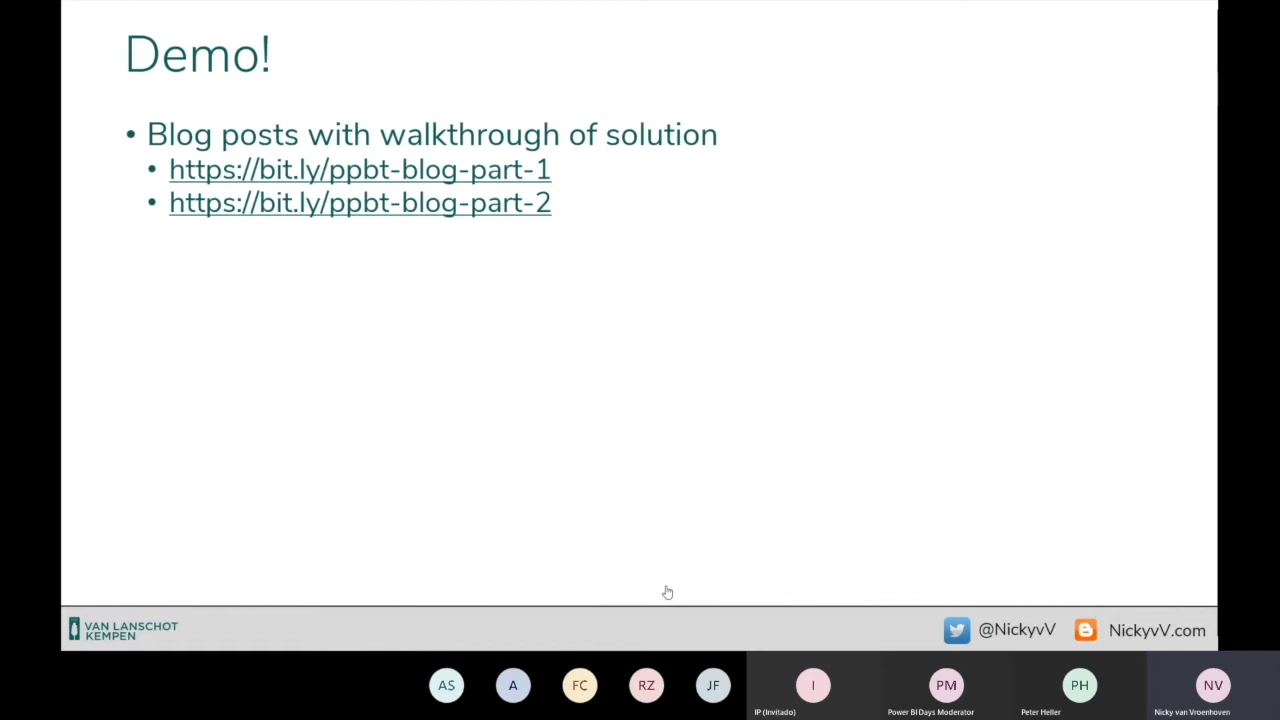 Demo!
• Blog posts with walkthrough of solution
• https://bit.ly/ppbt-blog-part-1
• https://bit.ly/ppbt-blog-part-2
VAN LANSCHOT
KEMPEN
@NickyvV
NickyvV.com
AS
A
FC
RZ
JF
I
PM
PH
NV
IP (Invitado)
Power BI Days Moderator
Peter Heller
Nicky van Vroenhoven